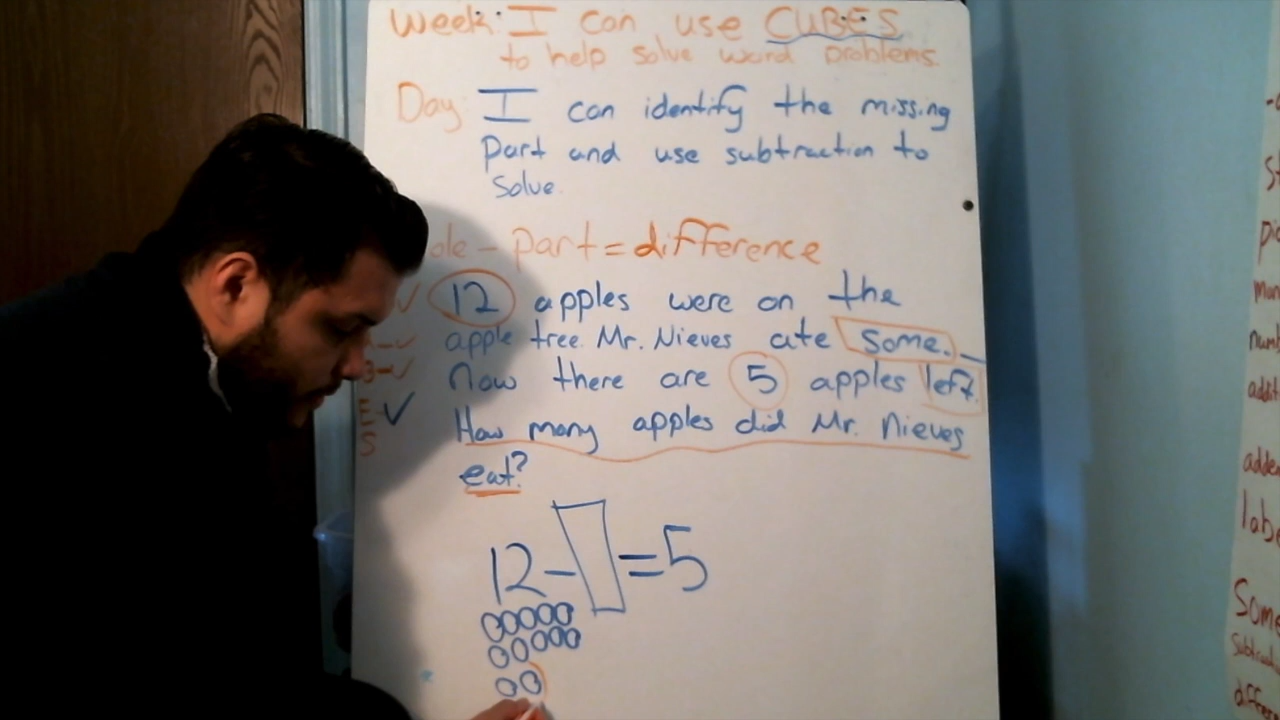 Week: I can use CUBES
to help solve word problems.
Day: I can identify the missing
part and use subtraction to
solve.
ole - part = difference
✓ 12 apples were on the
- ✓ apple tree. Mr. Nieves ate some.
B - ✓ Now there are 5 apples left.
E - ✓ How many apples did Mr. Nieves
S
eat?
12 - = 5
Some